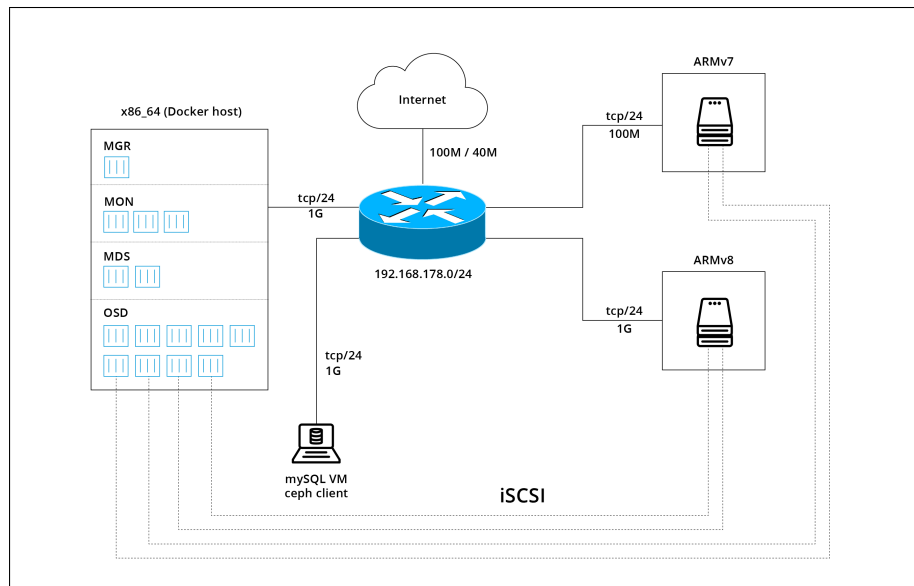 ARMv7
Internet
x86_64 (Docker host)
tcp/24
100M
MGR
100M / 40M
MON
tcp/24
1G
MDS
192.168.178.0/24
ARMv8
OSD
tcp/24
1G
tcp/24
1G
mySQL VM
ceph client
iSCSI